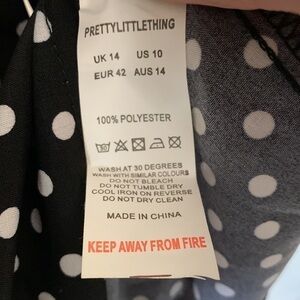 PRETTYLITTLETHING
UK 14 US 10
EUR 42 AUS 14
100% POLYESTER
WASH AT 30 DEGREES
WASH WITH SIMILAR COLOURS
DO NOT BLEACH
DO NOT TUMBLE DRY
COOL IRON ON REVERSE
DO NOT DRY CLEAN
MADE IN CHINA
KEEP AWAY FROM FIRE